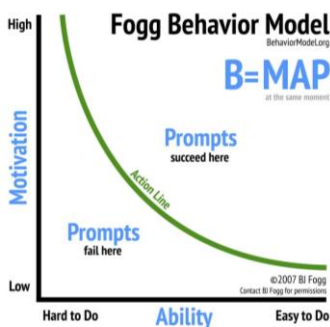 Fogg Behavior Model
BehaviorModel.org
B=MAP
at the same moment
High
Motivation
Low
Prompts
succeed here
Action Line
Prompts
fail here
©2007 BJ Fogg
Contact BJ Fogg for permissions
Hard to Do
Ability
Easy to Do